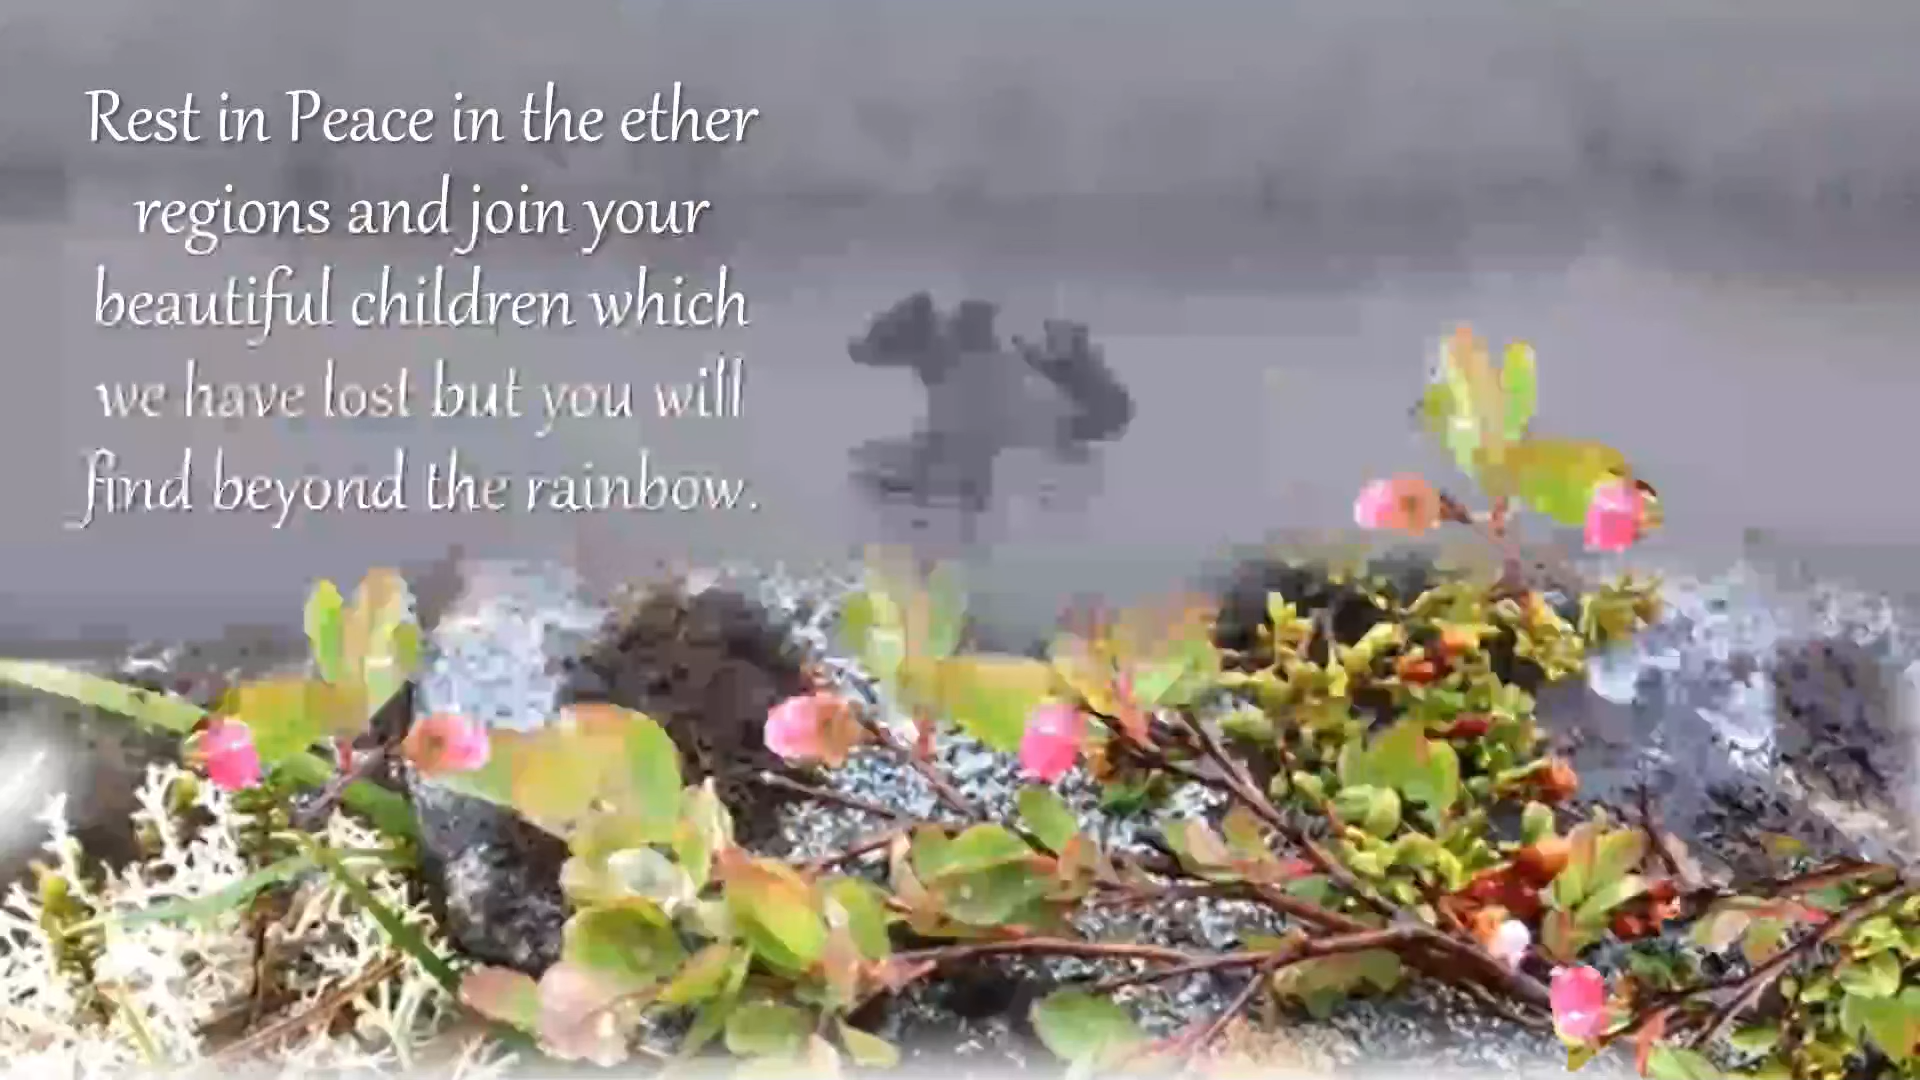 Rest in Peace in the ether
regions and join your
beautiful children which
we have lost but you will
find beyond the rainbow.